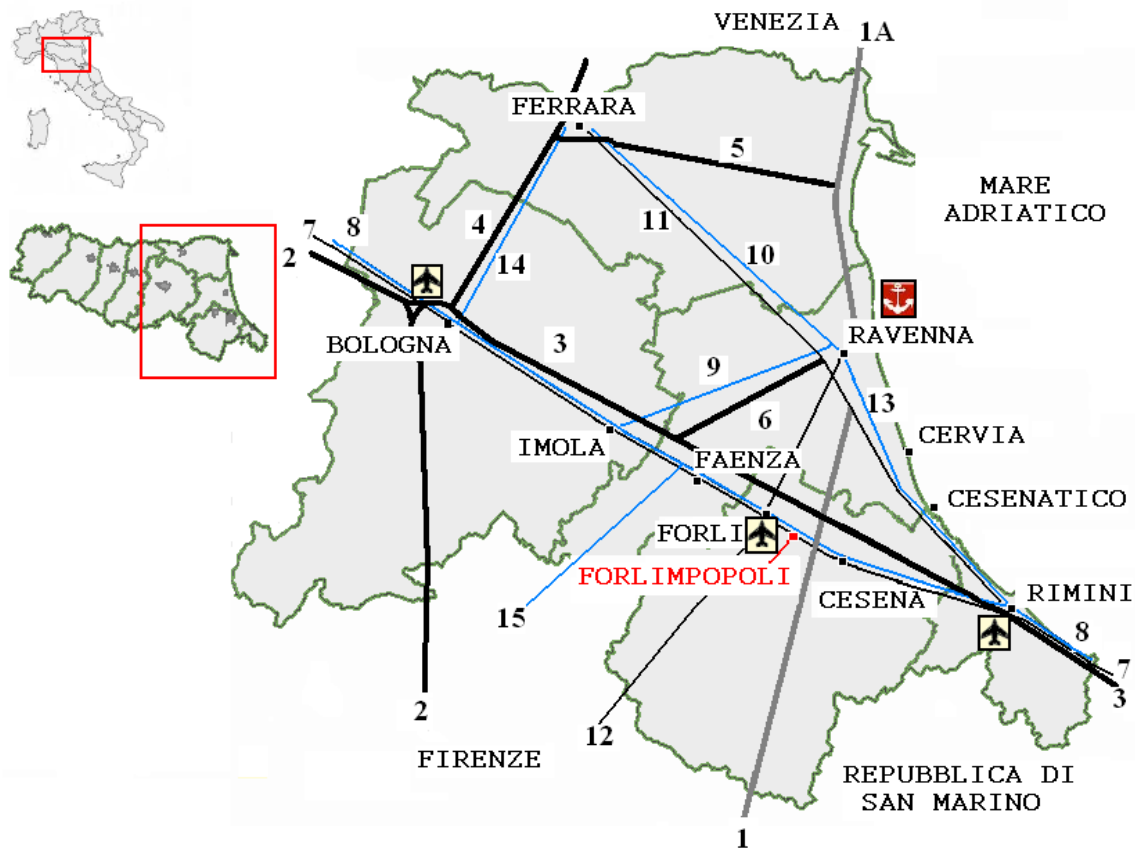 VENEZIA
1A
FERRARA
5
MARE
ADRIATICO
4
11
10
7
8
2
14
RAVENNA
BOLOGNA
3
9
13
6
CERVIA
IMOLA
FAENZA
CESENATICO
FORLI
FORLIMPOPOLI
CESENA
RIMINI
15
8
7
3
2
12
FIRENZE
REPUBBLICA DI
SAN MARINO
1